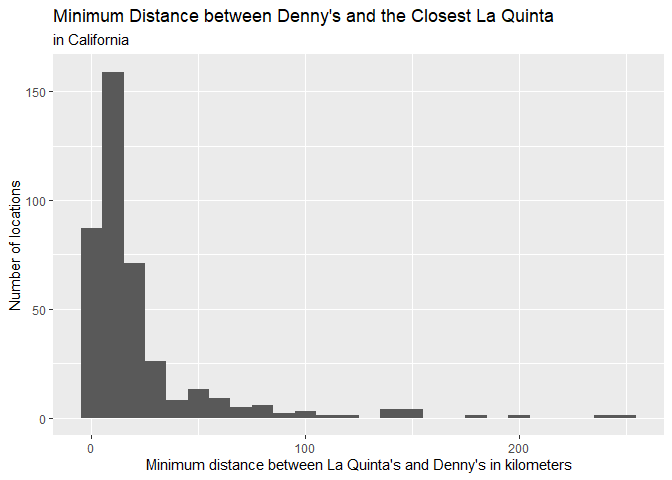 Minimum Distance between Denny's and the Closest La Quinta
in California
Number of locations
150
100
50
0
0
100
200
Minimum distance between La Quinta's and Denny's in kilometers